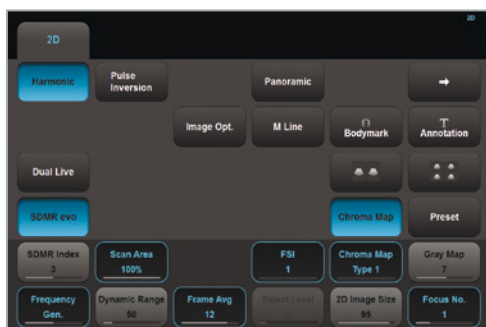 2D
2D
Harmonic
Pulse
Inversion
Panoramic
Image Opt.
M Line
Bodymark
T
Annotation
Dual Live
SDMR evo
Chroma Map
Preset
SDMR Index
3
Scan Area
100%
FSI
1
Chroma Map
Type 1
Gray Map
7
Frequency
Gen.
Dynamic Range
50
Frame Avg
12
Reject Level
2D Image Size
95
Focus No.
1